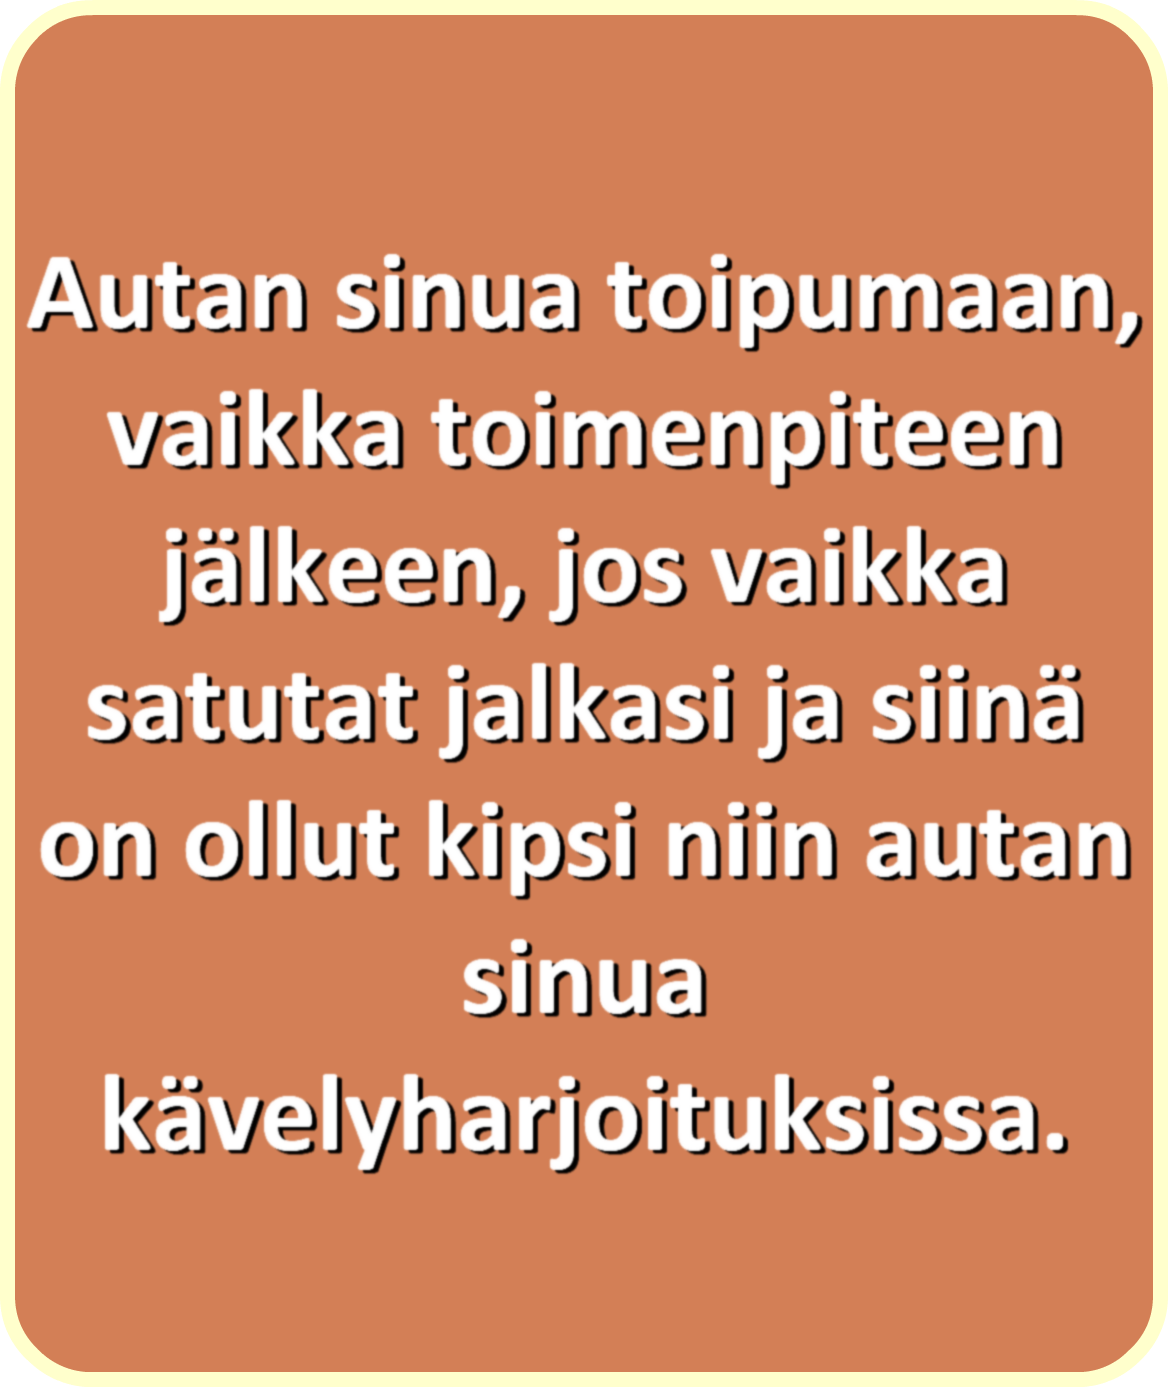 Autan sinua toipumaan,
vaikka toimenpiteen
jälkeen, jos vaikka
satutat jalkasi ja siinä
on ollut kipsi niin autan
sinua
kävelyharjoituksissa.